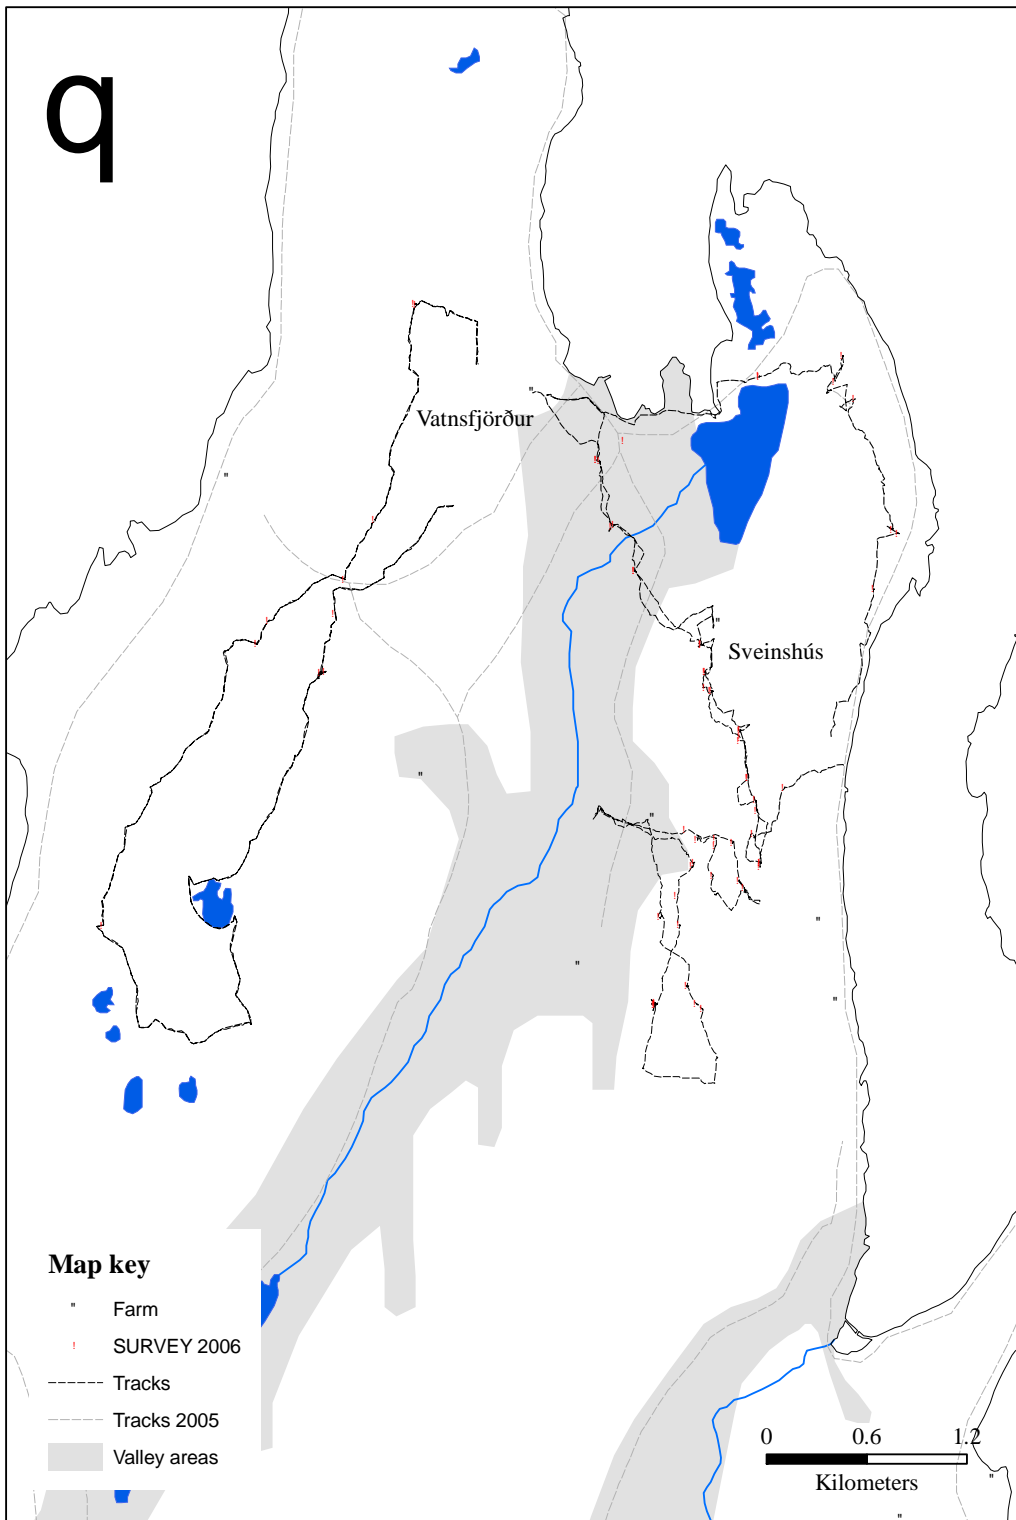 q
Vatnsfjörður
Sveinshús
Map key
" Farm
! SURVEY 2006
Tracks
Tracks 2005
Valley areas
0 0.6 1.2
Kilometers